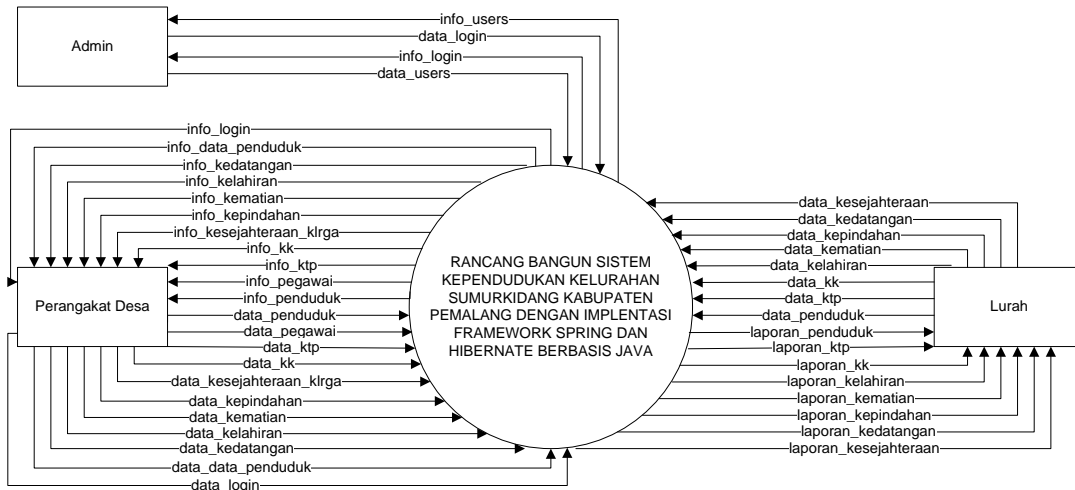 Admin
info_users
data_login
info_login
data_users
info_login
info_data_penduduk
info_kedatangan
info_kelahiran
info_kematian
info_kepindahan
info_kesejahteraan_klrga
info_kk
info_ktp
info_pegawai
info_penduduk
data_penduduk
data_pegawai
data_ktp
data_kk
data_kesejahteraan_klrga
data_kepindahan
data_kematian
data_kelahiran
data_kedatangan
data_data_penduduk
data_login
Perangakat Desa
RANCANG BANGUN SISTEM
KEPENDUDUKAN KELURAHAN
SUMURKIDANG KABUPATEN
PEMALANG DENGAN IMPLENTASI
FRAMEWORK SPRING DAN
HIBERNATE BERBASIS JAVA
data_kesejahteraan
data_kedatangan
data_kepindahan
data_kematian
data_kelahiran
data_kk
data_ktp
data_penduduk
laporan_penduduk
laporan_ktp
laporan_kk
laporan_kelahiran
laporan_kematian
laporan_kepindahan
laporan_kedatangan
laporan_kesejahteraan
Lurah